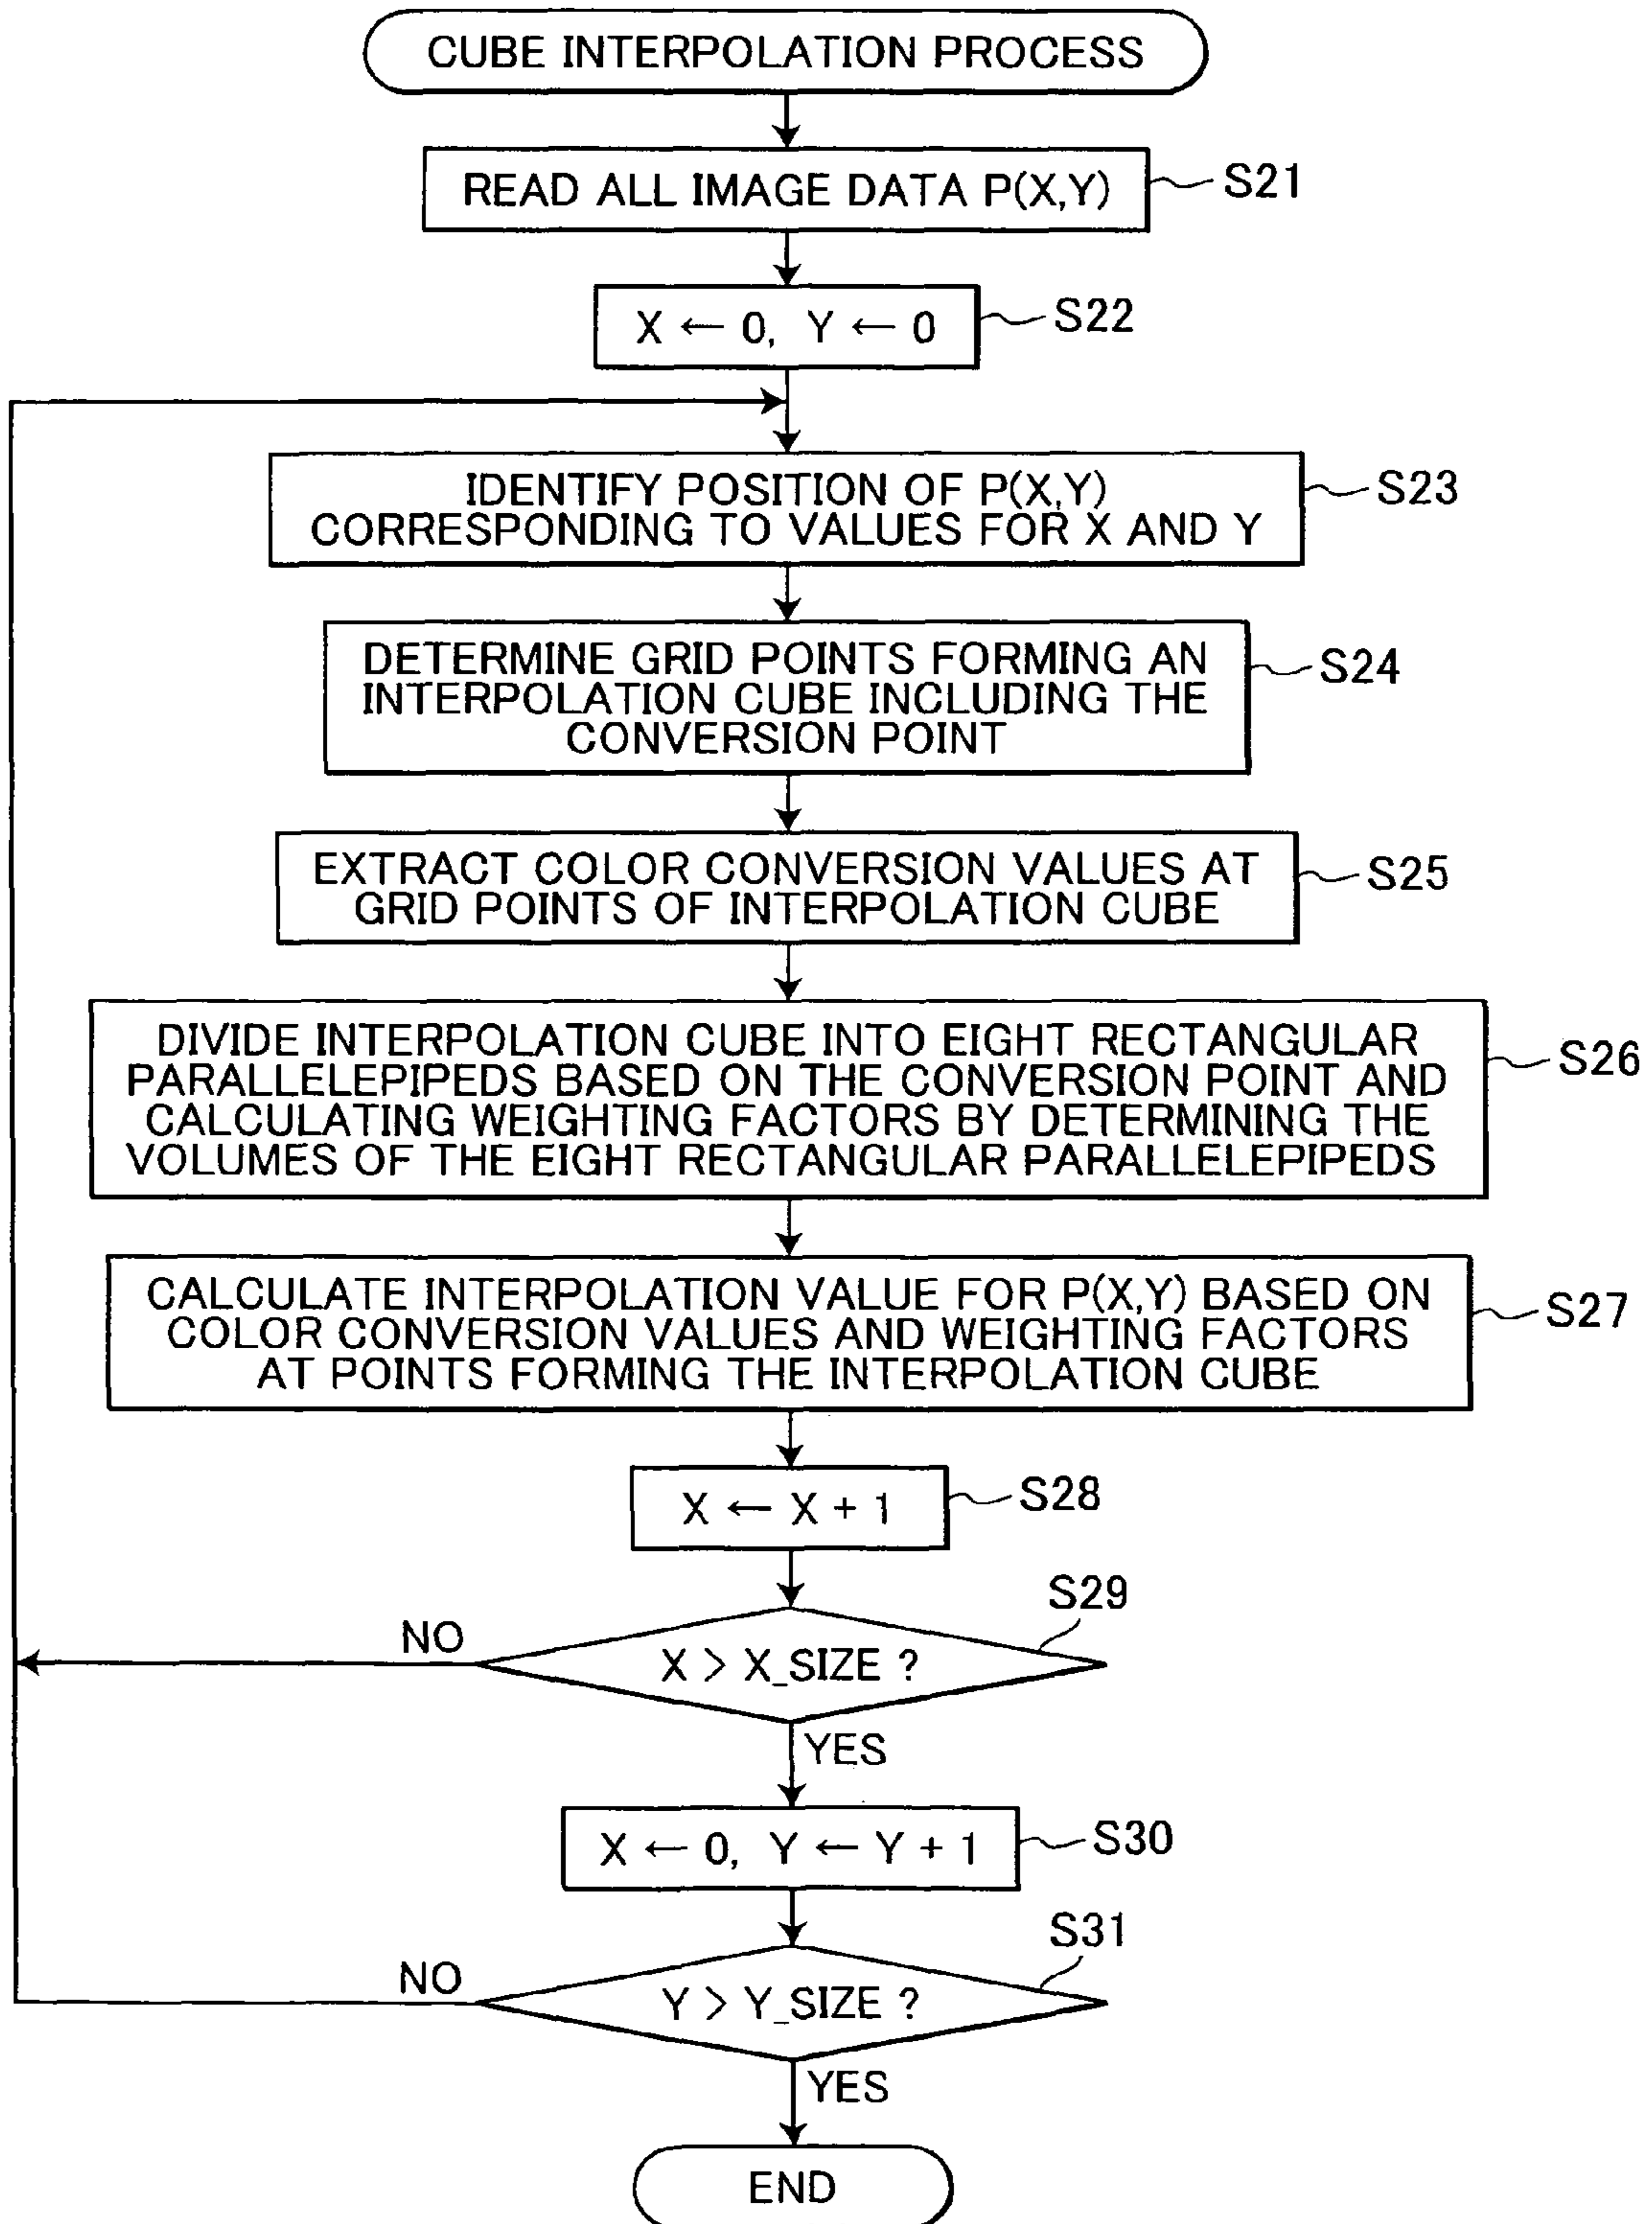 CUBE INTERPOLATION PROCESS
READ ALL IMAGE DATA P(X,Y)
S21
X ← 0, Y ← 0
S22
IDENTIFY POSITION OF P(X,Y)
CORRESPONDING TO VALUES FOR X AND Y
S23
DETERMINE GRID POINTS FORMING AN
INTERPOLATION CUBE INCLUDING THE
CONVERSION POINT
S24
EXTRACT COLOR CONVERSION VALUES AT
GRID POINTS OF INTERPOLATION CUBE
S25
DIVIDE INTERPOLATION CUBE INTO EIGHT RECTANGULAR
PARALLELEPIPEDS BASED ON THE CONVERSION POINT AND
CALCULATING WEIGHTING FACTORS BY DETERMINING THE
VOLUMES OF THE EIGHT RECTANGULAR PARALLELEPIPEDS
S26
CALCULATE INTERPOLATION VALUE FOR P(X,Y) BASED ON
COLOR CONVERSION VALUES AND WEIGHTING FACTORS
AT POINTS FORMING THE INTERPOLATION CUBE
S27
X ← X + 1
S28
S29
NO
X > X_SIZE ?
YES
X ← 0, Y ← Y + 1
S30
S31
NO
Y > Y_SIZE ?
YES
END